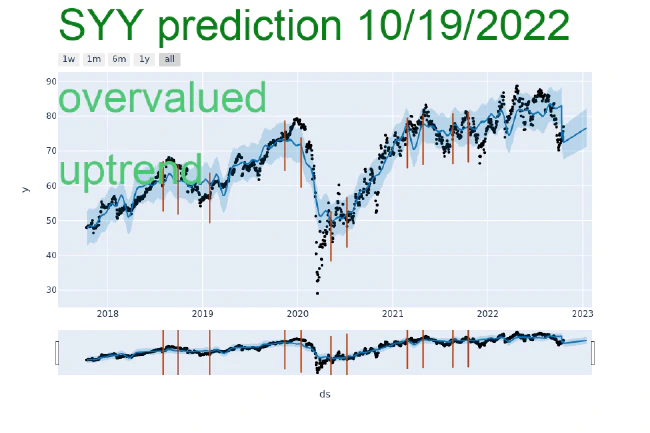 SYY prediction 10/19/2022
1w 1m 6m 1y all
overvalued
uptrend
90
80
70
60
50
40
30
y
2018 2019 2020 2021 2022 2023
ds